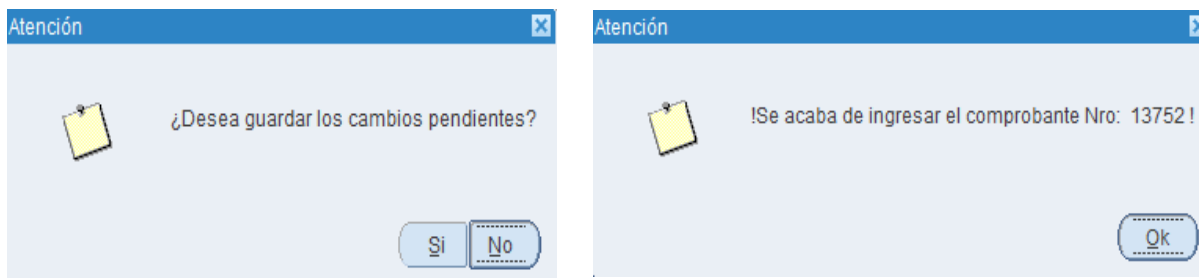 Atención
¿Desea guardar los cambios pendientes?
Si
No
Atención
!Se acaba de ingresar el comprobante Nro: 13752 !
Ok